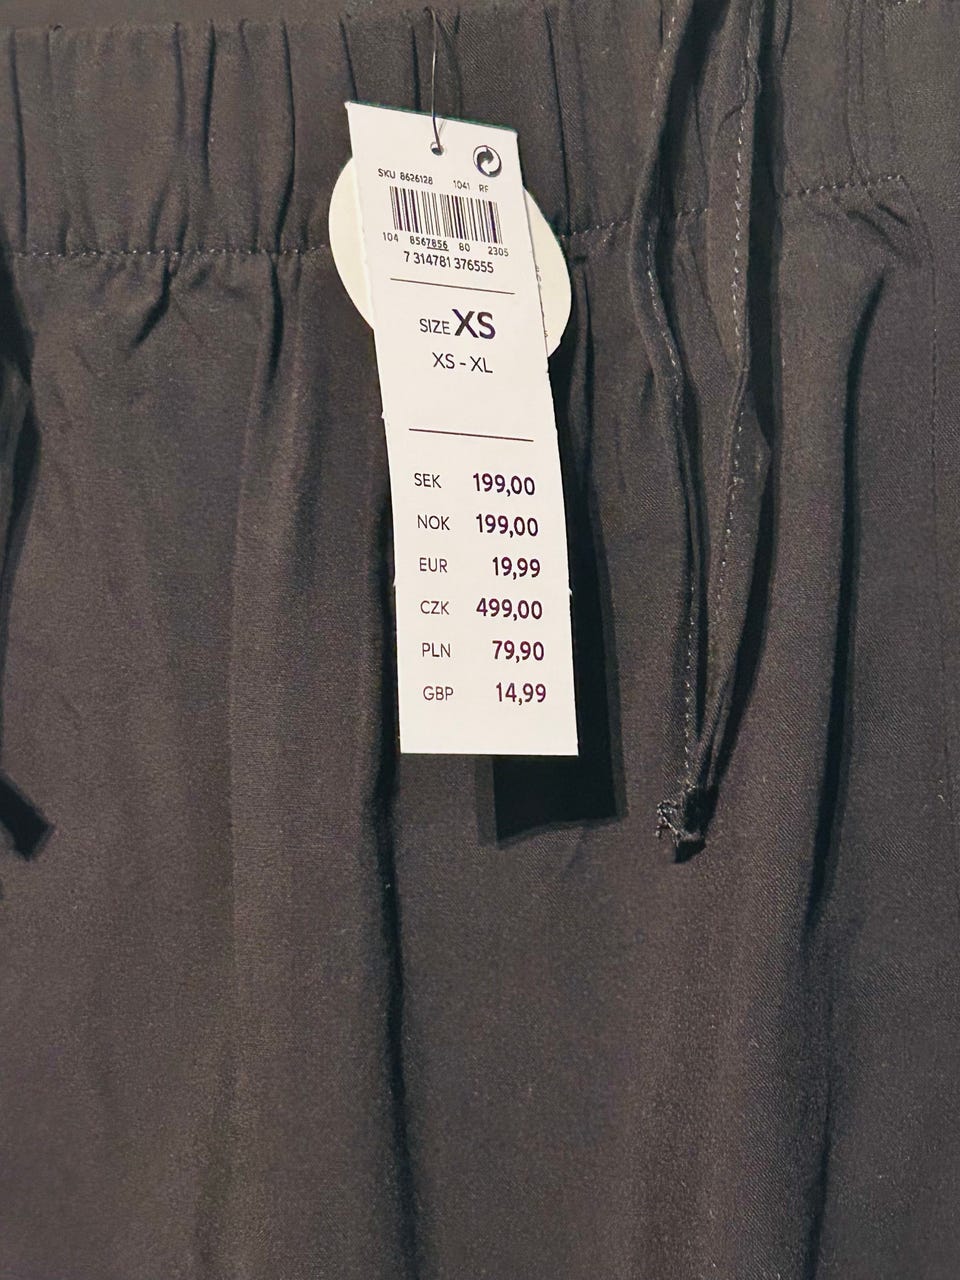 SKU 8626128 1041 RF
104 8567856 80 2305
7 314781 376555
SIZE XS
XS - XL
SEK 199,00
NOK 199,00
EUR 19,99
CZK 499,00
PLN 79,90
GBP 14,99